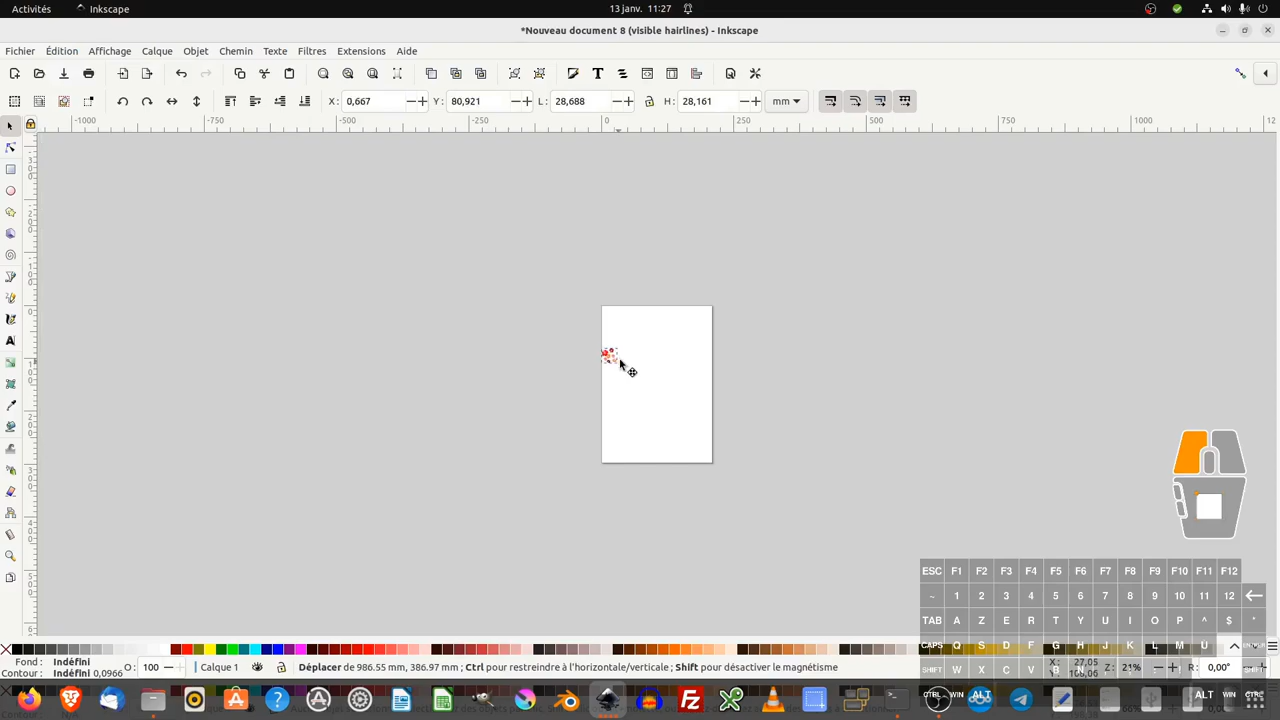 Activités Inkscape 13 janv. 11:27
*Nouveau document 8 (visible hairlines) - Inkscape
Fichier Édition Affichage Calque Objet Chemin Texte Filtres Extensions Aide
X: 0,667 Y: 80,921 L: 28,688 H: 28,161 mm
-1000 -750 -500 -250 0 250 500 750 1000 12
ESC F1 F2 F3 F4 F5 F6 F7 F8 F9 F10 F11 F12
~ 1 2 3 4 5 6 7 8 9 10 11 12
TAB A Z E R T Y U I O P ^ $ *
CAPS Q S D F G H J K L M Ù
SHIFT W X C V B N
Fond : Indéfini
Contour : Indéfini 0,0966
O: 100
Calque 1
Déplacer de 986.55 mm, 386.97 mm ; Ctrl pour restreindre à l'horizontale/verticale ; Shift pour désactiver le magnétisme
X: 27,05
Z: 21% R: 0,00°
CTRL WIN ALT ALT WIN CTRL